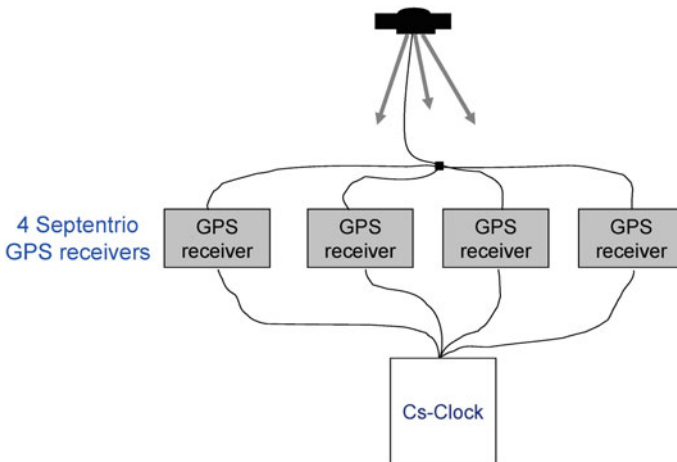 4 Septentrio
GPS receivers
GPS
receiver
GPS
receiver
GPS
receiver
GPS
receiver
Cs-Clock